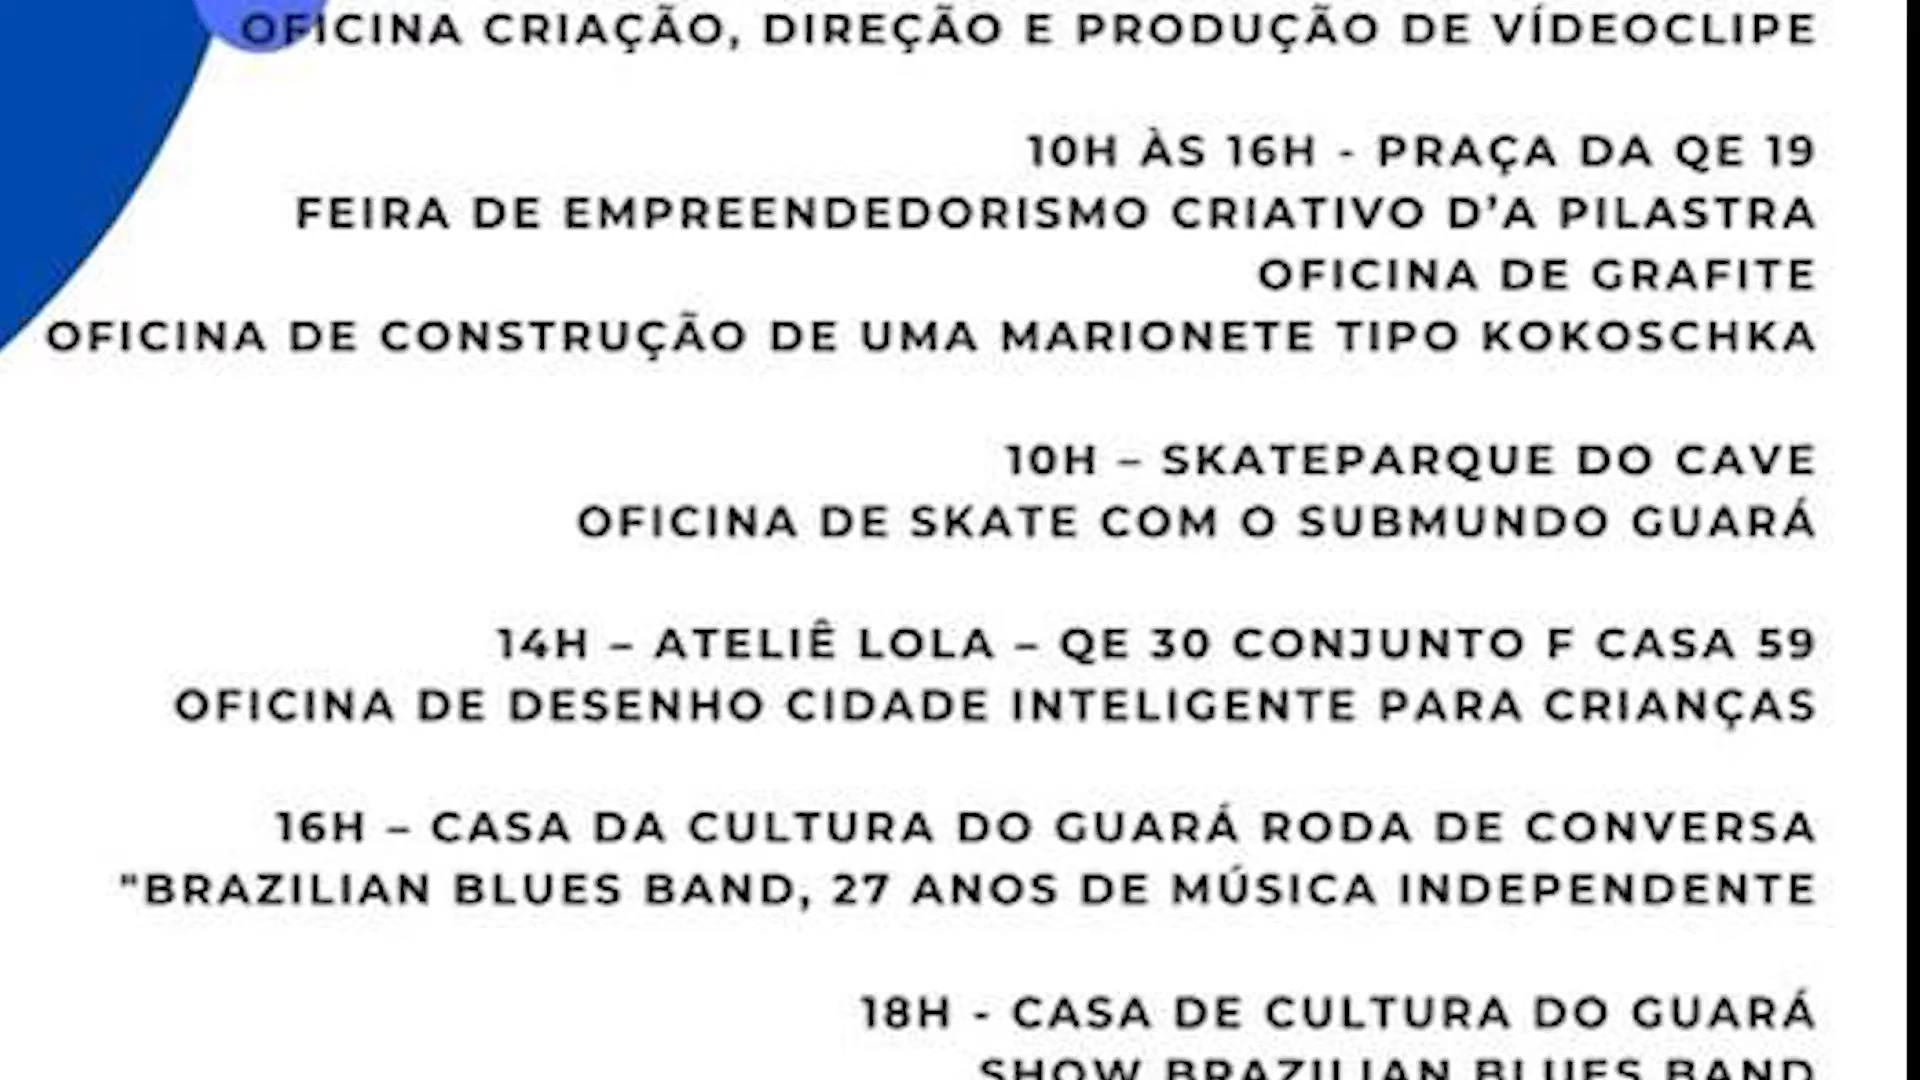 OFICINA CRIAÇÃO, DIREÇÃO E PRODUÇÃO DE VÍDEOCLIPE
10H ÀS 16H - PRAÇA DA QE 19
FEIRA DE EMPREENDEDORISMO CRIATIVO D’A PILASTRA
OFICINA DE GRAFITE
OFICINA DE CONSTRUÇÃO DE UMA MARIONETE TIPO KOKOSCHKA
10H – SKATEPARQUE DO CAVE
OFICINA DE SKATE COM O SUBMUNDO GUARÁ
14H – ATELIÊ LOLA – QE 30 CONJUNTO F CASA 59
OFICINA DE DESENHO CIDADE INTELIGENTE PARA CRIANÇAS
16H – CASA DA CULTURA DO GUARÁ RODA DE CONVERSA
"BRAZILIAN BLUES BAND, 27 ANOS DE MÚSICA INDEPENDENTE
18H - CASA DE CULTURA DO GUARÁ
SHOW BRAZILIAN BLUES BAND